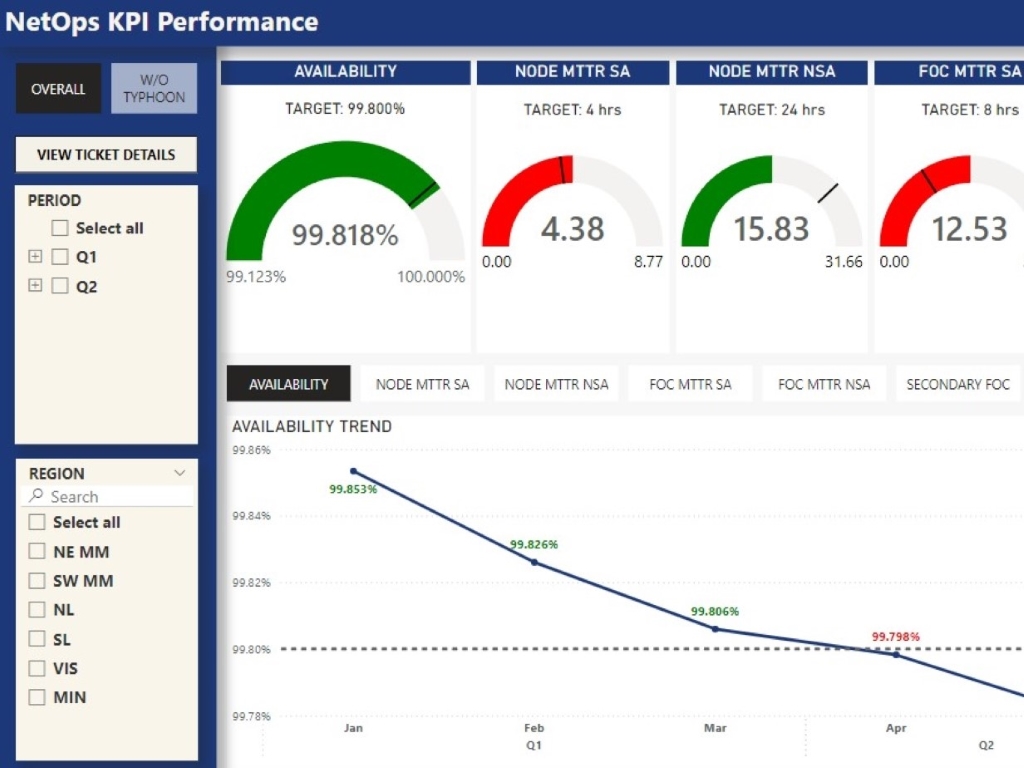 NetOps KPI Performance
OVERALL
W/O
TYPHOON
VIEW TICKET DETAILS
PERIOD
Select all
Q1
Q2
REGION
Search
Select all
NE MM
SW MM
NL
SL
VIS
MIN
AVAILABILITY
TARGET: 99.800%
99.818%
99.123%
100.000%
NODE MTTR SA
TARGET: 4 hrs
4.38
0.00
8.77
NODE MTTR NSA
TARGET: 24 hrs
15.83
0.00
31.66
FOC MTTR SA
TARGET: 8 hrs
12.53
0.00
AVAILABILITY
NODE MTTR SA
NODE MTTR NSA
FOC MTTR SA
FOC MTTR NSA
SECONDARY FOC
AVAILABILITY TREND
99.86%
99.84%
99.82%
99.80%
99.78%
99.853%
99.826%
99.806%
99.798%
Jan
Feb
Mar
Apr
Q1
Q2